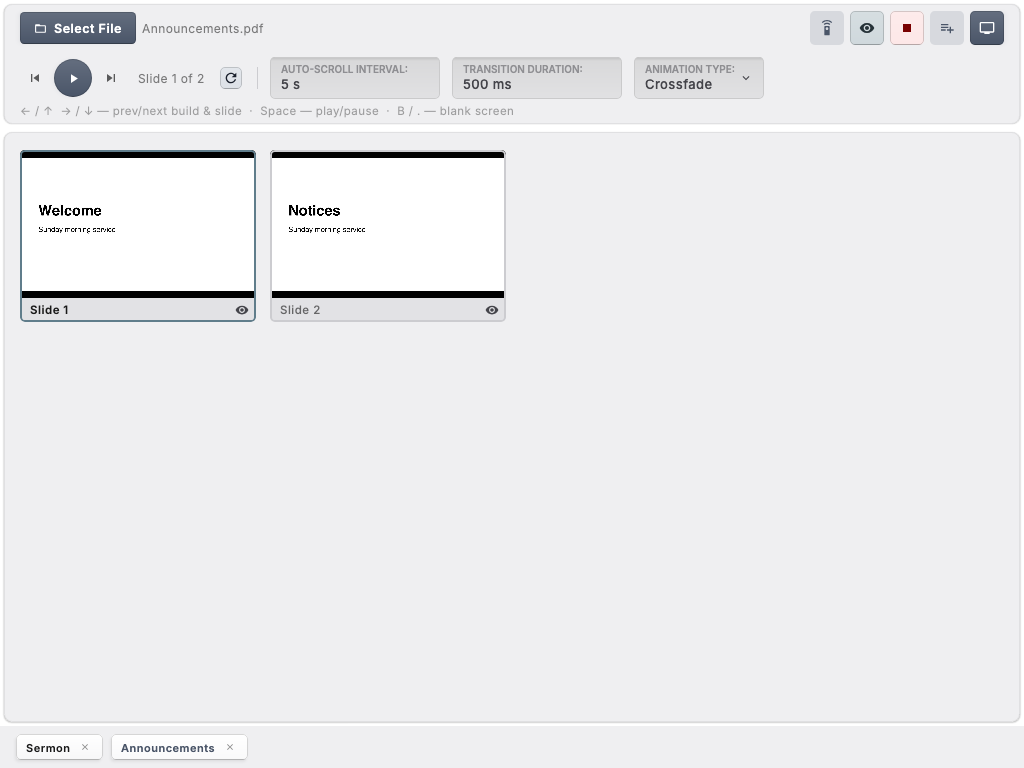 Select File
Announcements.pdf
Slide 1 of 2
AUTO-SCROLL INTERVAL:
5 s
TRANSITION DURATION:
500 ms
ANIMATION TYPE:
Crossfade
← / ↑ → / ↓ — prev/next build & slide · Space — play/pause · B / . — blank screen
Welcome
Sunday morning service
Slide 1
Notices
Sunday morning service
Slide 2
Sermon ×
Announcements ×